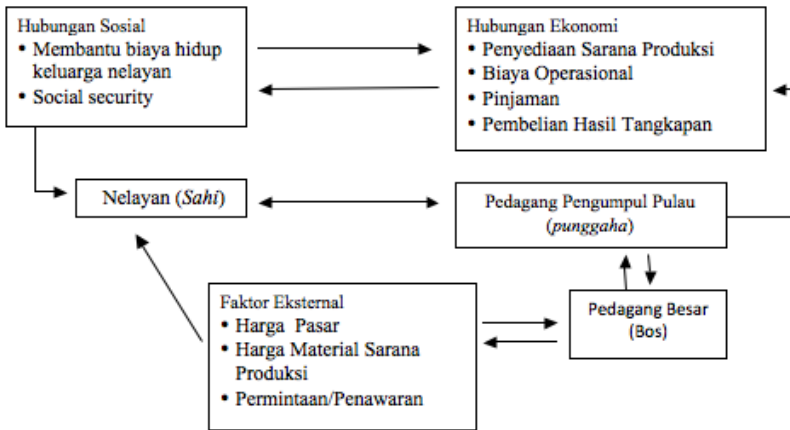 Hubungan Sosial
• Membantu biaya hidup
keluarga nelayan
• Social security
Hubungan Ekonomi
• Penyediaan Sarana Produksi
• Biaya Operasional
• Pinjaman
• Pembelian Hasil Tangkapan
Nelayan (Sahi)
Pedagang Pengumpul Pulau
(punggaha)
Faktor Eksternal
• Harga Pasar
• Harga Material Sarana
Produksi
• Permintaan/Penawaran
Pedagang Besar
(Bos)